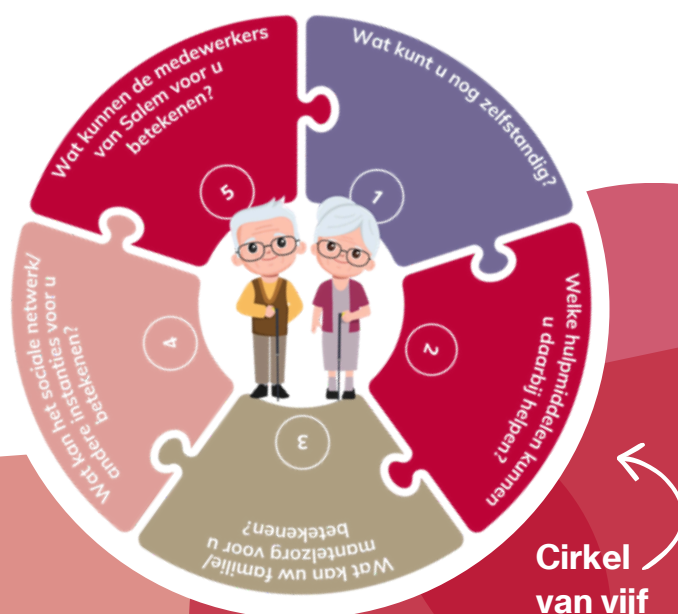 1
Wat kunt u nog zelfstandig?
2
Welke hulpmiddelen kunnen
u daarbij helpen?
3
Wat kan uw familie/
mantelzorg voor u
betekenen?
4
Wat kan het sociale netwerk/
andere instanties voor u
betekenen?
5
Wat kunnen de medewerkers
van Salem voor u
betekenen?
Cirkel
van vijf